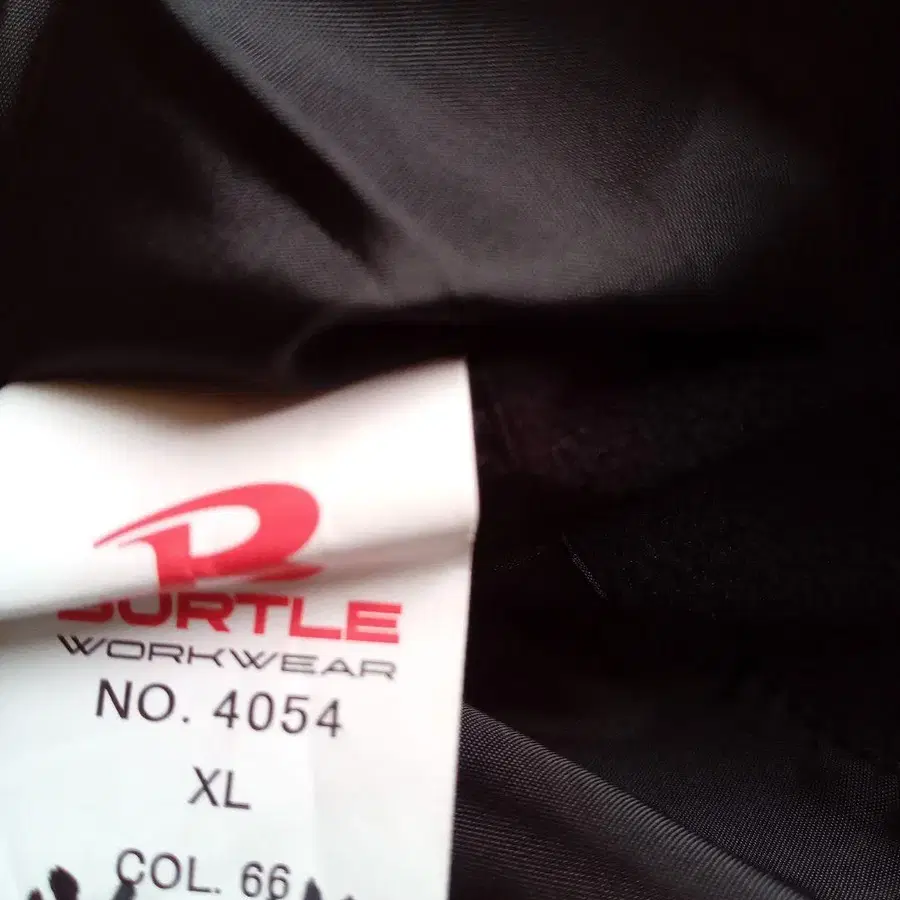 BURTLE
WORKWEAR
NO. 4054
XL
COL. 66